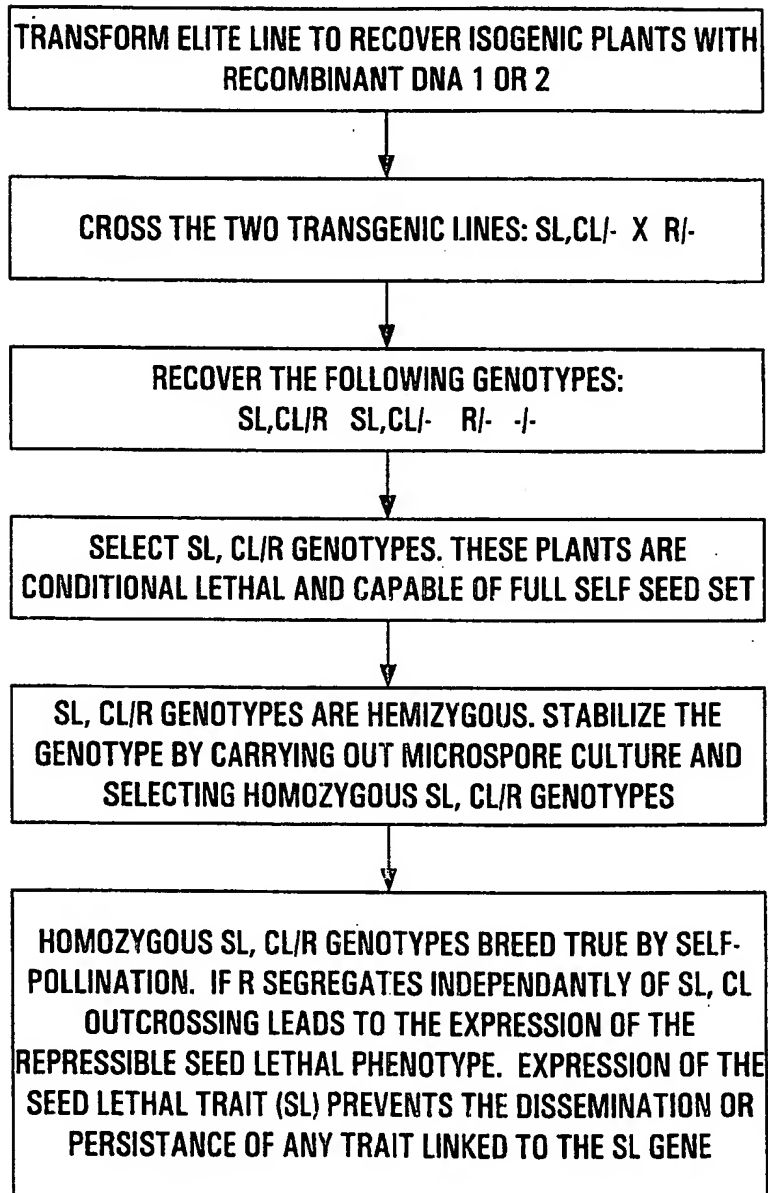 TRANSFORM ELITE LINE TO RECOVER ISOGENIC PLANTS WITH
RECOMBINANT DNA 1 OR 2
CROSS THE TWO TRANSGENIC LINES: SL,CL/- X R/-
RECOVER THE FOLLOWING GENOTYPES:
SL,CL/R SL,CL/- R/- -/-
SELECT SL, CL/R GENOTYPES. THESE PLANTS ARE
CONDITIONAL LETHAL AND CAPABLE OF FULL SELF SEED SET
SL, CL/R GENOTYPES ARE HEMIZYGOUS. STABILIZE THE
GENOTYPE BY CARRYING OUT MICROSPORE CULTURE AND
SELECTING HOMOZYGOUS SL, CL/R GENOTYPES
HOMOZYGOUS SL, CL/R GENOTYPES BREED TRUE BY SELF-
POLLINATION. IF R SEGREGATES INDEPENDANTLY OF SL, CL
OUTCROSSING LEADS TO THE EXPRESSION OF THE
REPRESSIBLE SEED LETHAL PHENOTYPE. EXPRESSION OF THE
SEED LETHAL TRAIT (SL) PREVENTS THE DISSEMINATION OR
PERSISTANCE OF ANY TRAIT LINKED TO THE SL GENE